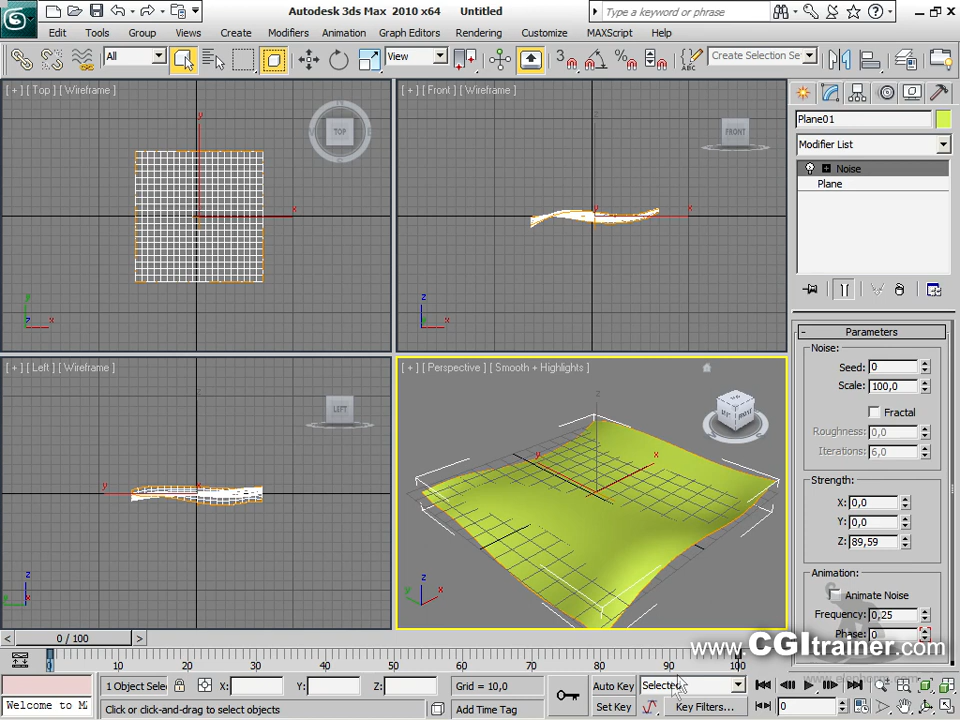 Autodesk 3ds Max 2010 x64 Untitled
Type a keyword or phrase
Edit Tools Group Views Create Modifiers Animation Graph Editors Rendering Customize MAXScript Help
All View 3 Create Selection Se
[ + ] [ Top ] [ Wireframe ]
TOP
y
x
z
[ + ] [ Front ] [ Wireframe ]
FRONT
[ + ] [ Left ] [ Wireframe ]
LEFT
[ + ] [ Perspective ] [ Smooth + Highlights ]
Plane01
Modifier List
Noise
Plane
Parameters
Noise:
Seed: 0
Scale: 100,0
Fractal
Roughness: 0,0
Iterations: 6,0
Strength:
X: 0,0
Y: 0,0
Z: 89,59
Animation:
Animate Noise
Frequency: 0,25
Phase: 0
www.CGItrainer.com
< 0 / 100 >
0 10 20 30 40 50 60 70 80 90 100
1 Object Selec X: Y: Z: Grid = 10,0 Auto Key Selected
Welcome to M Click or click-and-drag to select objects Add Time Tag Set Key Key Filters... 0